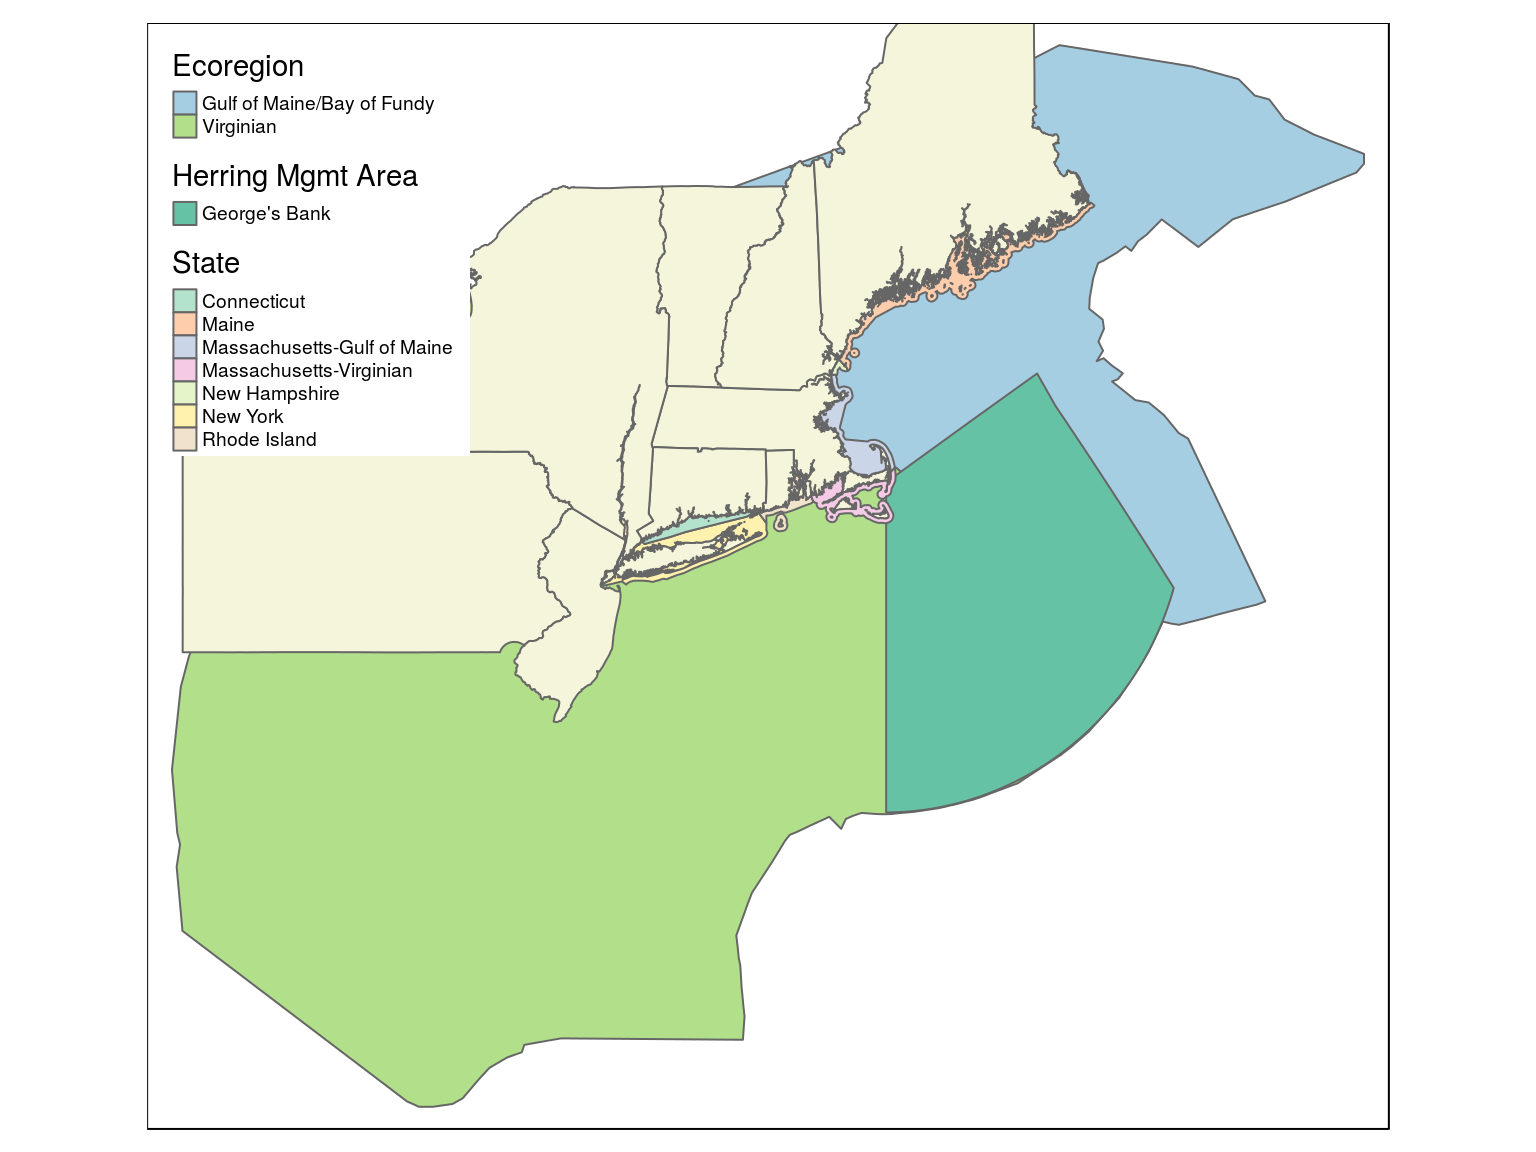 Ecoregion
Gulf of Maine/Bay of Fundy
Virginian
Herring Mgmt Area
George's Bank
State
Connecticut
Maine
Massachusetts-Gulf of Maine
Massachusetts-Virginian
New Hampshire
New York
Rhode Island